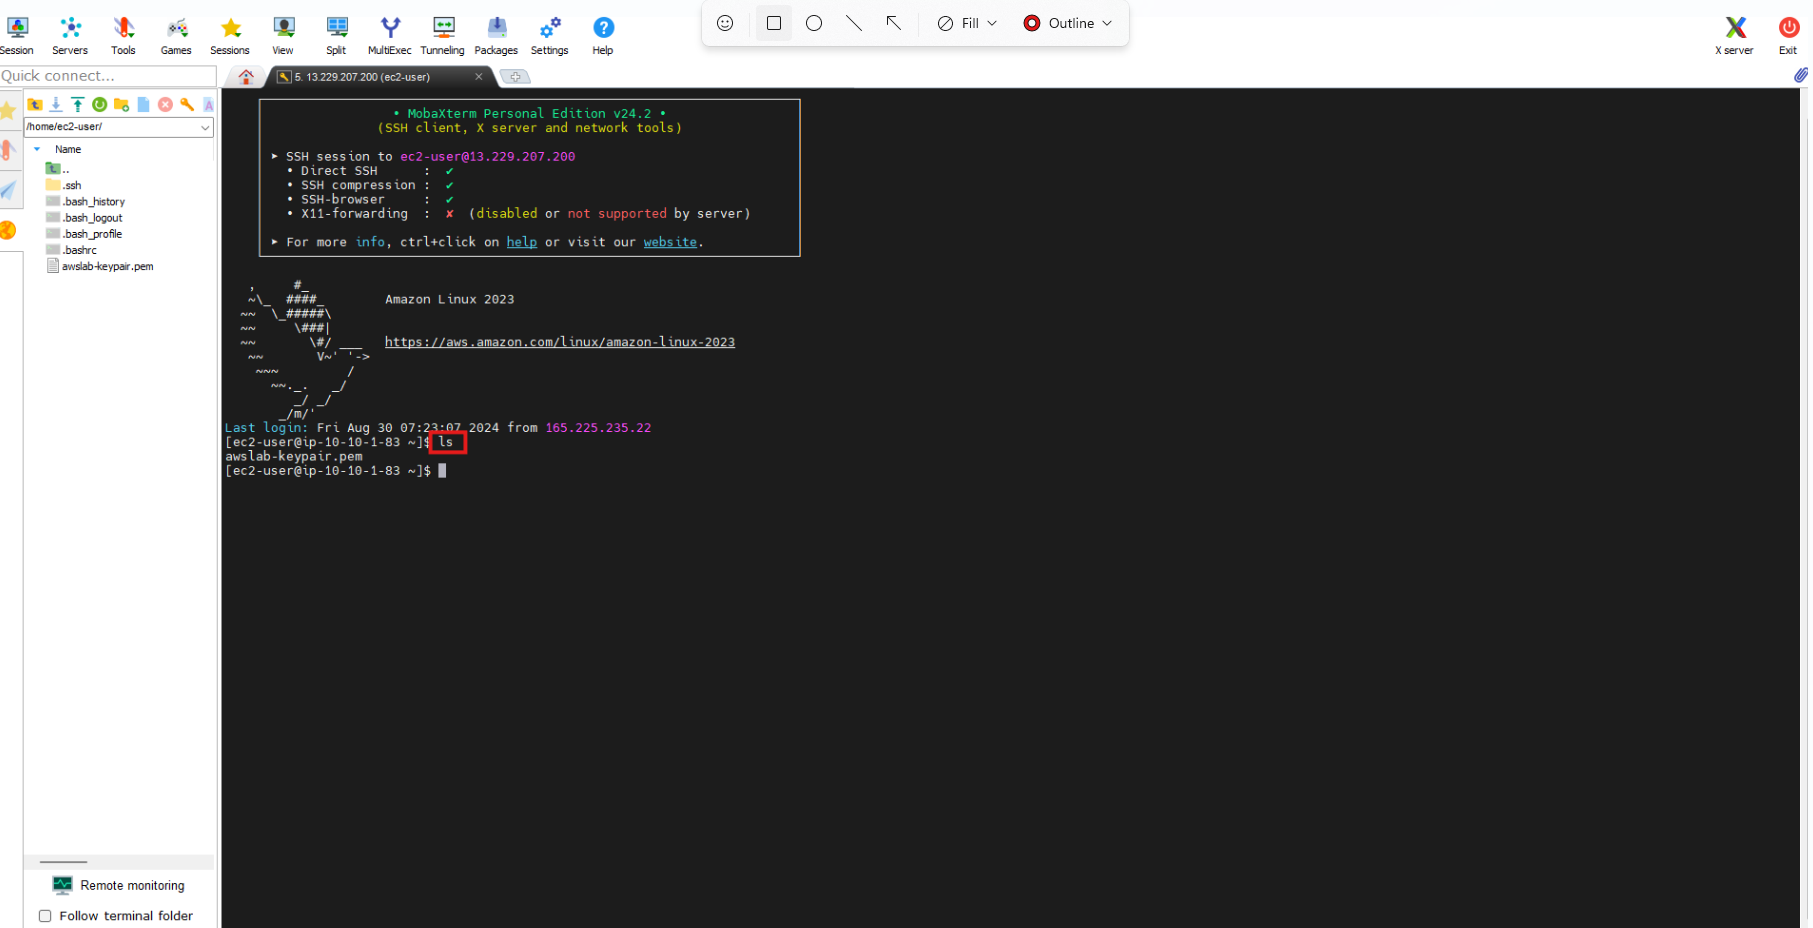 Fill
Outline
Session
Servers
Tools
Games
Sessions
View
Split
MultiExec
Tunneling
Packages
Settings
Help
X server
Exit
Quick connect...
5. 13.229.207.200 (ec2-user)
/home/ec2-user/
Name
..
.ssh
.bash_history
.bash_logout
.bash_profile
.bashrc
awslab-keypair.pem
Remote monitoring
Follow terminal folder
• MobaXterm Personal Edition v24.2 •
(SSH client, X server and network tools)
➤ SSH session to ec2-user@13.229.207.200
• Direct SSH      :  ✔
• SSH compression :  ✔
• SSH-browser     :  ✔
• X11-forwarding  :  ✘  (disabled or not supported by server)
➤ For more info, ctrl+click on help or visit our website.
   ,     #_
   ~\_  ####_        Amazon Linux 2023
  ~~  \_#####\
  ~~     \###|
  ~~       \#/ ___   https://aws.amazon.com/linux/amazon-linux-2023
   ~~       V~' '->
    ~~~         /
      ~~._.   _/
         _/ _/
       _/m/'
Last login: Fri Aug 30 07:23:07 2024 from 165.225.235.22
[ec2-user@ip-10-10-1-83 ~]$ ls
awslab-keypair.pem
[ec2-user@ip-10-10-1-83 ~]$